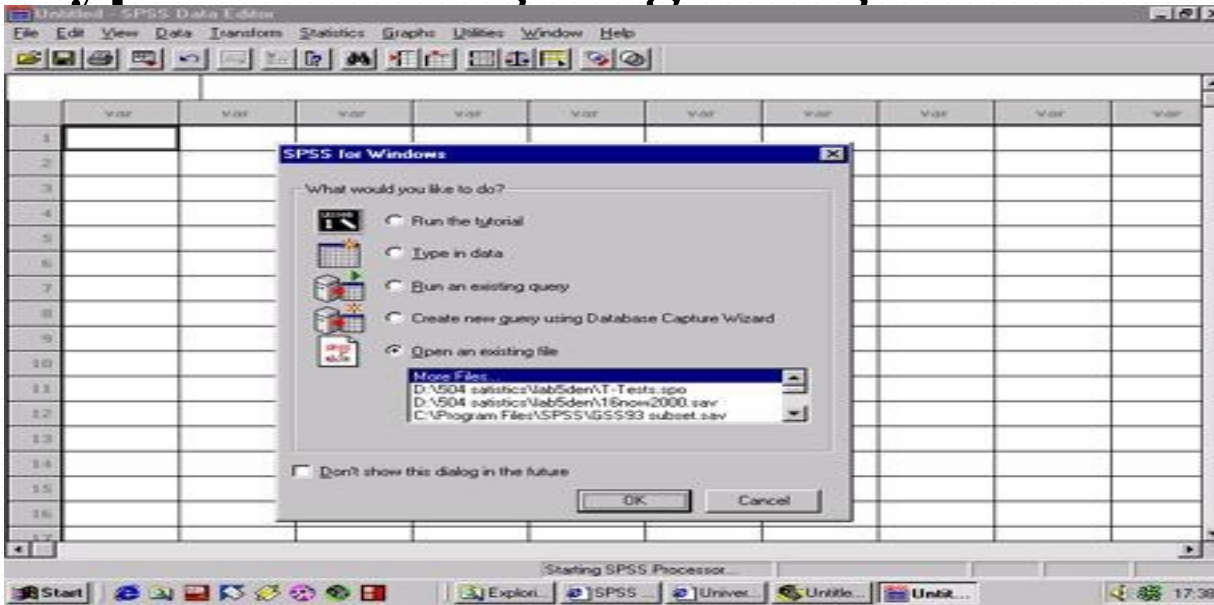 Untitled - SPSS Data Editor
File Edit View Data Transform Statistics Graphs Utilities Window Help
var var var var var var var var var var
1
2
3
4
5
6
7
8
9
10
11
12
13
14
15
16
17
SPSS for Windows
What would you like to do?
Run the tutorial
Type in data
Run an existing query
Create new query using Database Capture Wizard
Open an existing file
More Files...
D:\504 satistics\lab5den\T-Tests.spo
D:\504 satistics\lab5den\16now2000.sav
C:\Program Files\SPSS\GSS93 subset.sav
Don't show this dialog in the future
OK Cancel
Starting SPSS Processor...
Start Explori... SPSS ... Univer... Untitle... Untit... 17:38